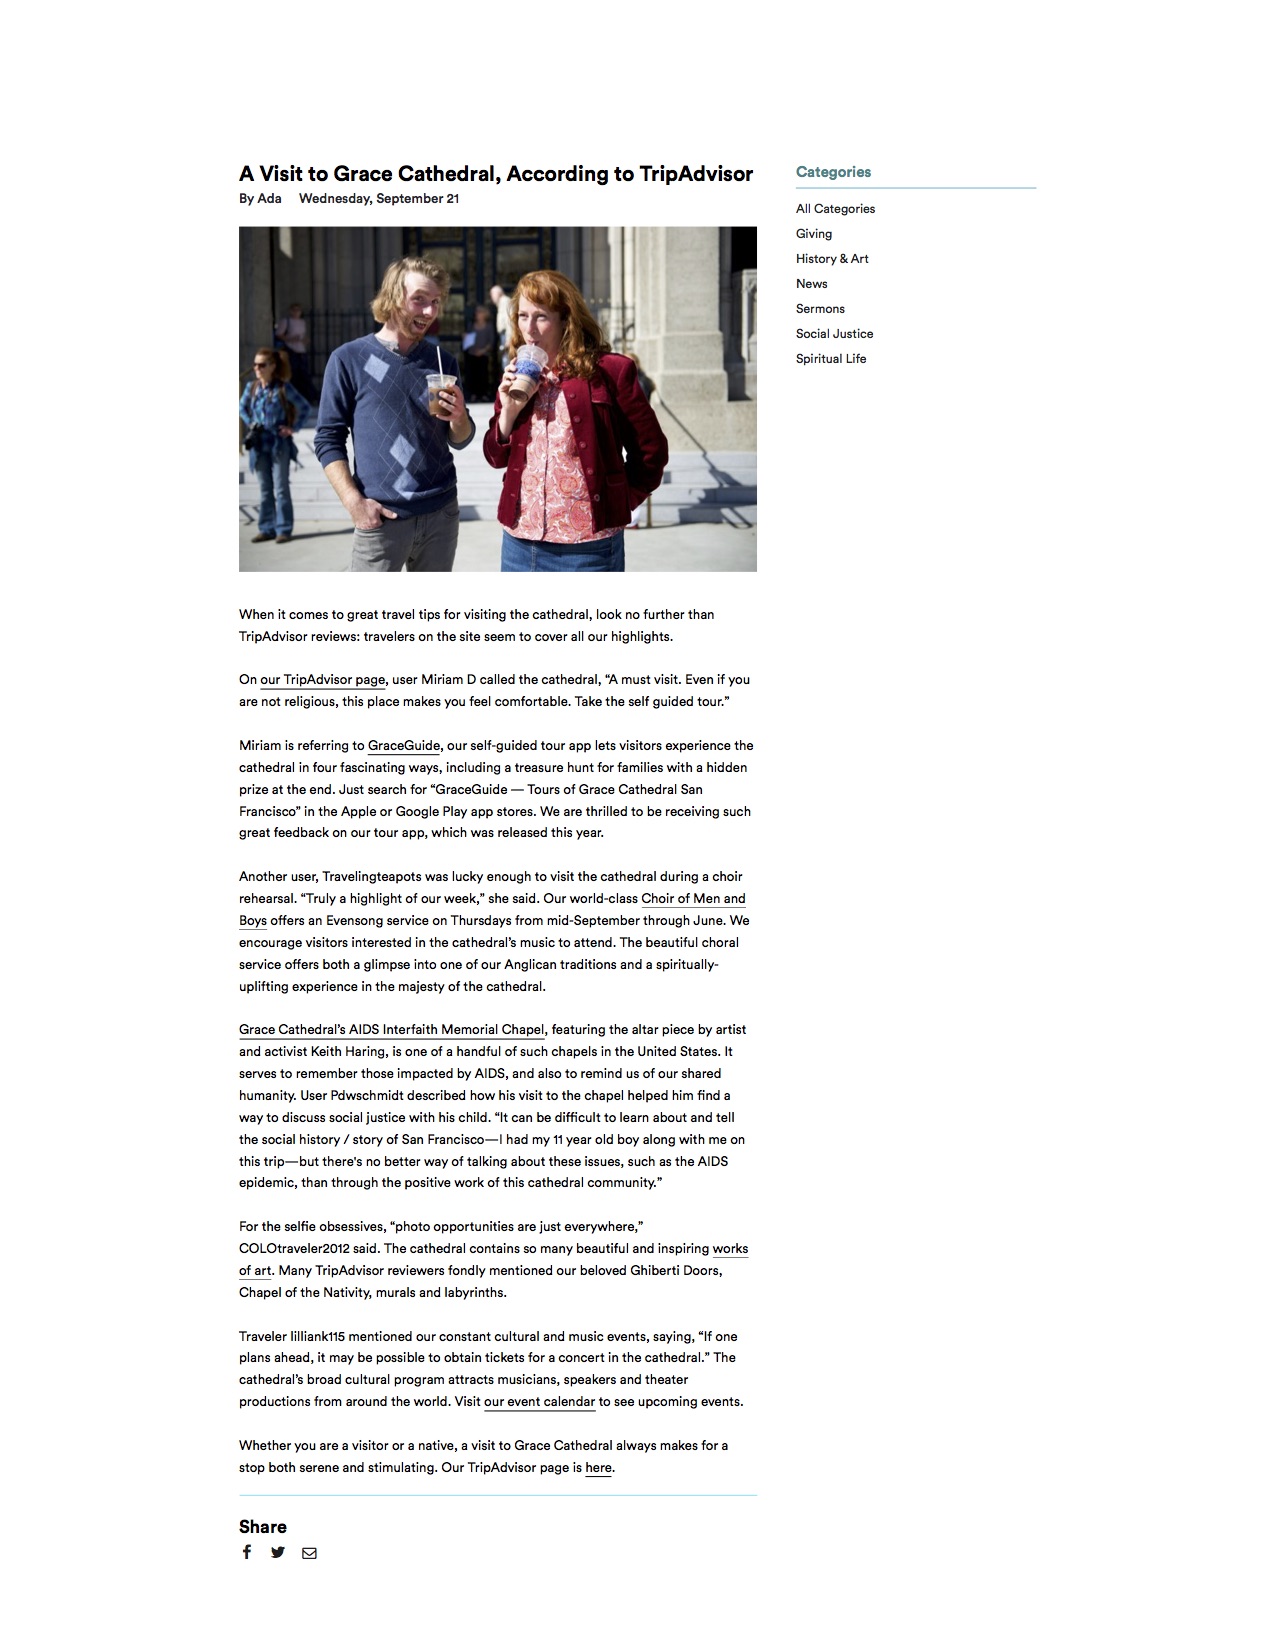 A Visit to Grace Cathedral, According to TripAdvisor
By Ada Wednesday, September 21
When it comes to great travel tips for visiting the cathedral, look no further than
TripAdvisor reviews: travelers on the site seem to cover all our highlights.
On our TripAdvisor page, user Miriam D called the cathedral, “A must visit. Even if you
are not religious, this place makes you feel comfortable. Take the self guided tour.”
Miriam is referring to GraceGuide, our self-guided tour app lets visitors experience the
cathedral in four fascinating ways, including a treasure hunt for families with a hidden
prize at the end. Just search for “GraceGuide — Tours of Grace Cathedral San
Francisco” in the Apple or Google Play app stores. We are thrilled to be receiving such
great feedback on our tour app, which was released this year.
Another user, Travelingteapots was lucky enough to visit the cathedral during a choir
rehearsal. “Truly a highlight of our week,” she said. Our world-class Choir of Men and
Boys offers an Evensong service on Thursdays from mid-September through June. We
encourage visitors interested in the cathedral’s music to attend. The beautiful choral
service offers both a glimpse into one of our Anglican traditions and a spiritually-
uplifting experience in the majesty of the cathedral.
Grace Cathedral’s AIDS Interfaith Memorial Chapel, featuring the altar piece by artist
and activist Keith Haring, is one of a handful of such chapels in the United States. It
serves to remember those impacted by AIDS, and also to remind us of our shared
humanity. User Pdwschmidt described how his visit to the chapel helped him find a
way to discuss social justice with his child. “It can be difficult to learn about and tell
the social history / story of San Francisco—I had my 11 year old boy along with me on
this trip—but there's no better way of talking about these issues, such as the AIDS
epidemic, than through the positive work of this cathedral community.”
For the selfie obsessives, “photo opportunities are just everywhere,”
COLOtraveler2012 said. The cathedral contains so many beautiful and inspiring works
of art. Many TripAdvisor reviewers fondly mentioned our beloved Ghiberti Doors,
Chapel of the Nativity, murals and labyrinths.
Traveler lilliank115 mentioned our constant cultural and music events, saying, “If one
plans ahead, it may be possible to obtain tickets for a concert in the cathedral.” The
cathedral’s broad cultural program attracts musicians, speakers and theater
productions from around the world. Visit our event calendar to see upcoming events.
Whether you are a visitor or a native, a visit to Grace Cathedral always makes for a
stop both serene and stimulating. Our TripAdvisor page is here.
Share
Categories
All Categories
Giving
History & Art
News
Sermons
Social Justice
Spiritual Life